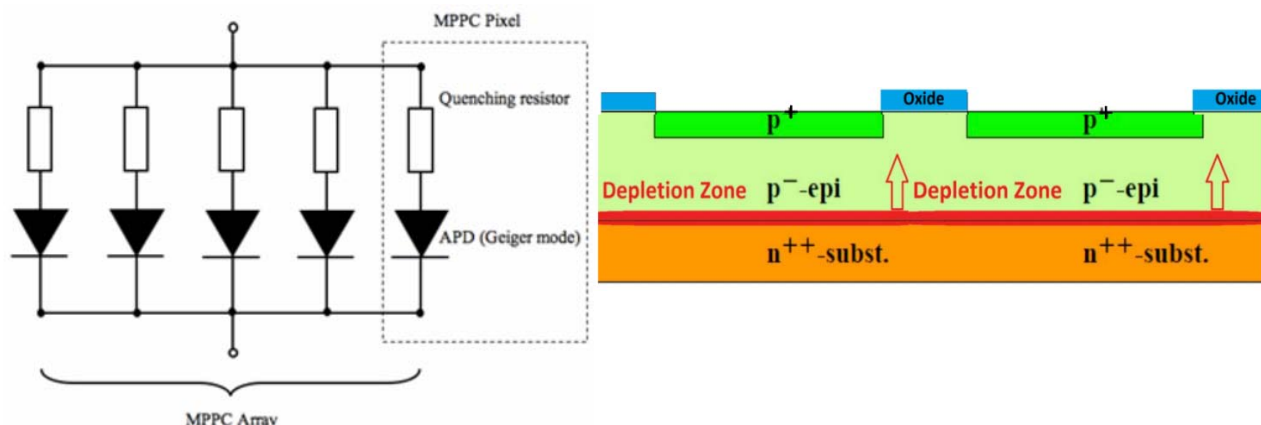 MPPC Pixel
Quenching resistor
APD (Geiger mode)
MPPC Array
Oxide
Oxide
p+
p+
Depletion Zone
p⁻-epi
Depletion Zone
p⁻-epi
n⁺⁺-subst.
n⁺⁺-subst.